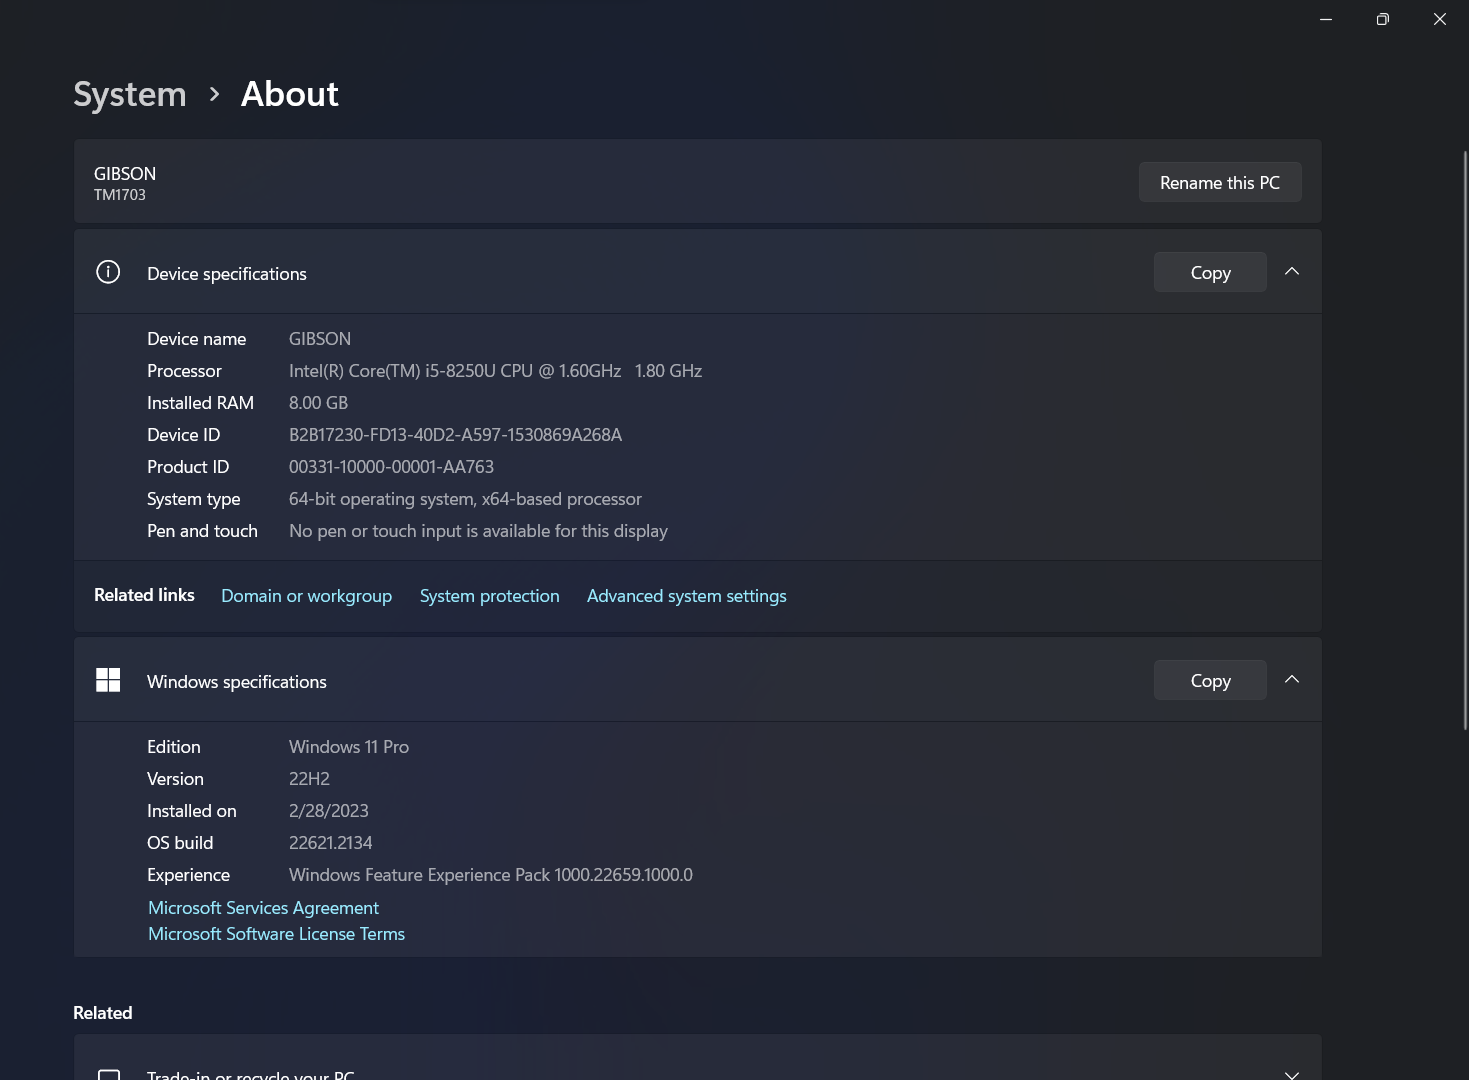 System > About
GIBSON
TM1703
Rename this PC
Device specifications
Copy
Device name GIBSON
Processor Intel(R) Core(TM) i5-8250U CPU @ 1.60GHz 1.80 GHz
Installed RAM 8.00 GB
Device ID B2B17230-FD13-40D2-A597-1530869A268A
Product ID 00331-10000-00001-AA763
System type 64-bit operating system, x64-based processor
Pen and touch No pen or touch input is available for this display
Related links Domain or workgroup System protection Advanced system settings
Windows specifications
Copy
Edition Windows 11 Pro
Version 22H2
Installed on 2/28/2023
OS build 22621.2134
Experience Windows Feature Experience Pack 1000.22659.1000.0
Microsoft Services Agreement
Microsoft Software License Terms
Related
Trade-in or recycle your PC